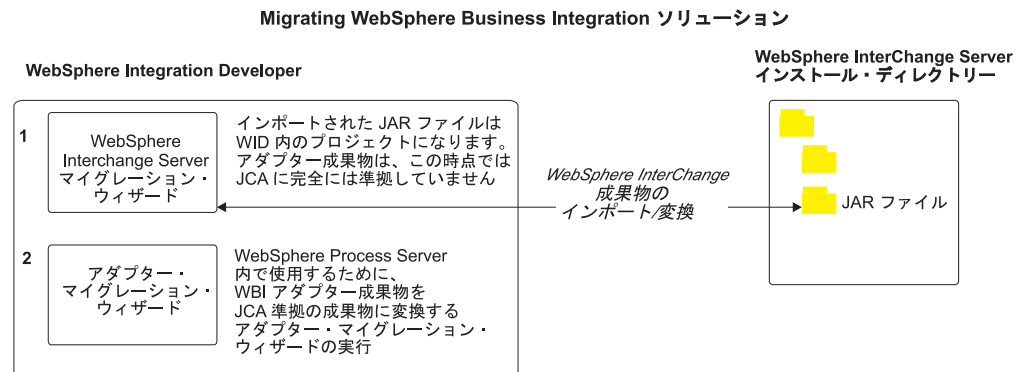 Migrating WebSphere Business Integration ソリューション
WebSphere Integration Developer
WebSphere InterChange Server
インストール・ディレクトリー
1
WebSphere
Interchange Server
マイグレーション・
ウィザード
インポートされた JAR ファイルは
WID 内のプロジェクトになります。
アダプター成果物は、この時点では
JCA に完全には準拠していません
WebSphere InterChange
成果物の
インポート/変換
JAR ファイル
2
アダプター・
マイグレーション・
ウィザード
WebSphere Process Server
内で使用するために、
WBI アダプター成果物を
JCA 準拠の成果物に変換する
アダプター・マイグレーション・
ウィザードの実行